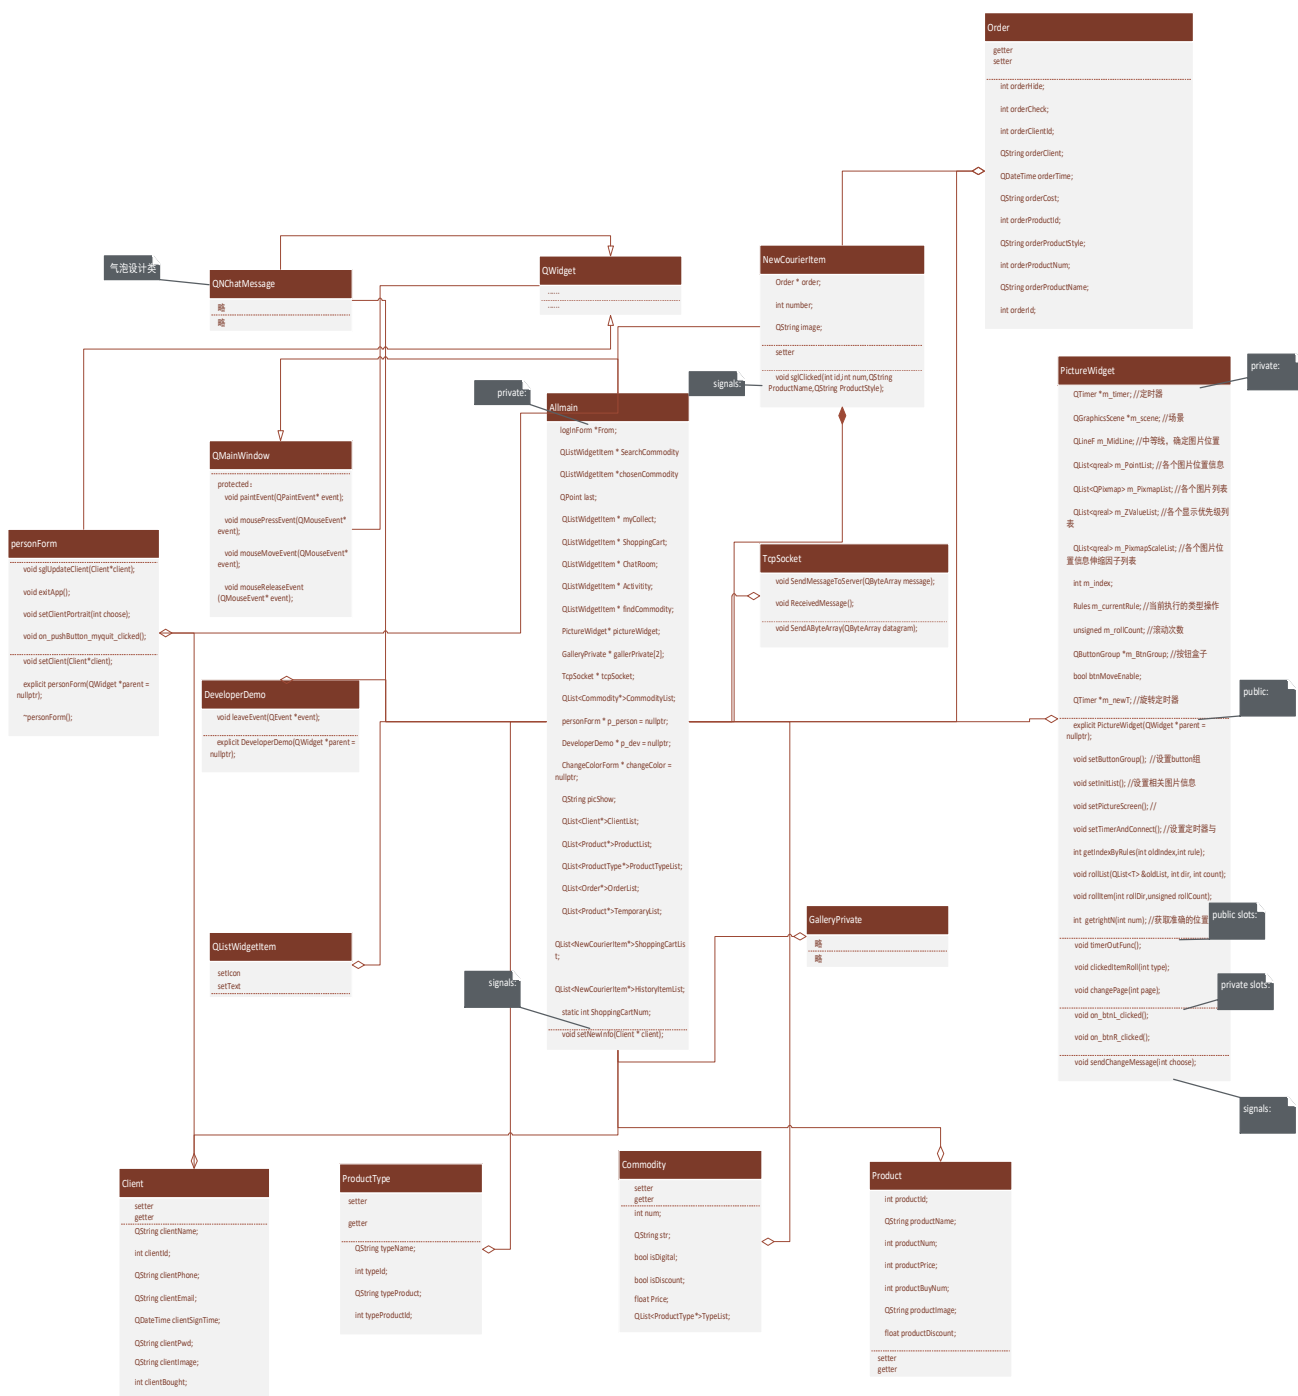 Order
getter
setter
int orderHide;
int orderCheck;
int orderClientId;
QString orderClient;
QDateTime orderTime;
QString orderCost;
int orderProductId;
QString orderProductStyle;
int orderProductNum;
QString orderProductName;
int orderId;
气泡设计类
QNChatMessage
略
略
QWidget
......
......
NewCourierItem
Order * order;
int number;
QString image;
setter
void sglClicked(int id,int num,QString
ProductName,QString ProductStyle);
signals:
private:
Allmain
logInForm *From;
QListWidgetItem * SearchCommodity
QListWidgetItem *chosenCommodity
QPoint last;
QListWidgetItem * myCollect;
QListWidgetItem * ShoppingCart;
QListWidgetItem * ChatRoom;
QListWidgetItem * Activitity;
QListWidgetItem * findCommodity;
PictureWidget* pictureWidget;
GalleryPrivate * gallerPrivate[2];
TcpSocket * tcpSocket;
QList<Commodity*>CommodityList;
personForm * p_person = nullptr;
DeveloperDemo * p_dev = nullptr;
ChangeColorForm * changeColor =
nullptr;
QString picShow;
QList<Client*>ClientList;
QList<Product*>ProductList;
QList<ProductType*>ProductTypeList;
QList<Order*>OrderList;
QList<Product*>TemporaryList;
QList<NewCourierItem*>ShoppingCartLis
t;
QList<NewCourierItem*>HistoryItemList;
static int ShoppingCartNum;
void setNewInfo(Client * client);
signals:
QMainWindow
protected:
void paintEvent(QPaintEvent* event);
void mousePressEvent(QMouseEvent*
event);
void mouseMoveEvent(QMouseEvent*
event);
void mouseReleaseEvent
(QMouseEvent* event);
personForm
void sglUpdateClient(Client*client);
void exitApp();
void setClientPortrait(int choose);
void on_pushButton_myquit_clicked();
void setClient(Client*client);
explicit personForm(QWidget *parent =
nullptr);
~personForm();
DeveloperDemo
void leaveEvent(QEvent *event);
explicit DeveloperDemo(QWidget *parent =
nullptr);
QListWidgetItem
setIcon
setText
TcpSocket
void SendMessageToServer(QByteArray message);
void ReceivedMessage();
void SendAByteArray(QByteArray datagram);
GalleryPrivate
略
略
PictureWidget
private:
QTimer *m_timer; //定时器
QGraphicsScene *m_scene; //场景
QLineF m_MidLine; //中等线，确定图片位置
QList<qreal> m_PointList; //各个图片位置信息
QList<QPixmap> m_PixmapList; //各个图片列表
QList<qreal> m_ZValueList; //各个显示优先级列
表
QList<qreal> m_PixmapScaleList; //各个图片位
置信息伸缩因子列表
int m_index;
Rules m_currentRule; //当前执行的类型操作
unsigned m_rollCount; //滚动次数
QButtonGroup *m_BtnGroup; //按钮盒子
bool btnMoveEnable;
QTimer *m_newT; //旋转定时器
public:
explicit PictureWidget(QWidget *parent =
nullptr);
void setButtonGroup(); //设置button组
void setInitList(); //设置相关图片信息
void setPictureScreen(); //
void setTimerAndConnect(); //设置定时器与
int getIndexByRules(int oldIndex,int rule);
void rollList(QList<T> &oldList, int dir, int count);
void rollItem(int rollDir,unsigned rollCount);
int getrightN(int num); //获取准确的位置
public slots:
void timerOutFunc();
void clickedItemRoll(int type);
void changePage(int page);
private slots:
void on_btnL_clicked();
void on_btnR_clicked();
void sendChangeMessage(int choose);
signals:
Client
setter
getter
QString clientName;
int clientId;
QString clientPhone;
QString clientEmail;
QDateTime clientSignTime;
QString clientPwd;
QString clientImage;
int clientBought;
ProductType
setter
getter
QString typeName;
int typeId;
QString typeProduct;
int typeProductId;
Commodity
setter
getter
int num;
QString str;
bool isDigital;
bool isDiscount;
float Price;
QList<ProductType*>TypeList;
Product
int productId;
QString productName;
int productNum;
int productPrice;
int productBuyNum;
QString productImage;
float productDiscount;
setter
getter